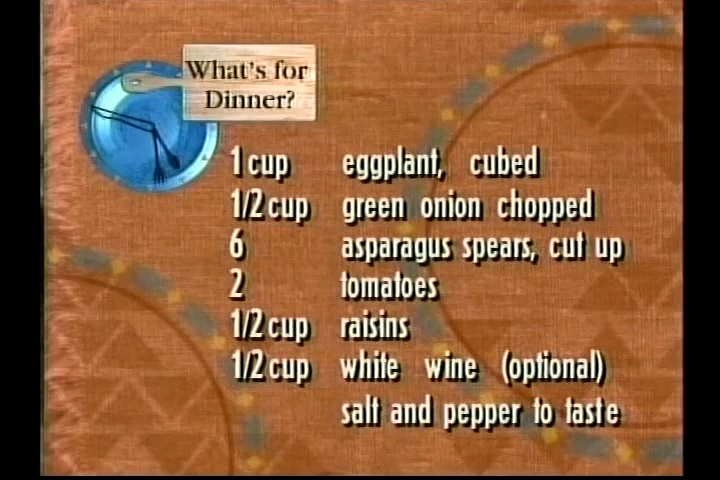 What's for
Dinner?
1 cup eggplant, cubed
1/2 cup green onion chopped
6 asparagus spears, cut up
2 tomatoes
1/2 cup raisins
1/2 cup white wine (optional)
salt and pepper to taste